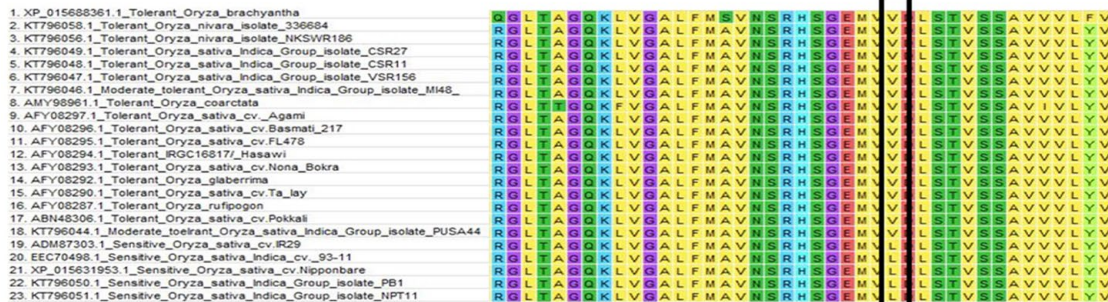 1. XP_015688361.1_Tolerant_Oryza_brachyantha Q G L T A G Q K L V G A L F M S V N S R H S G E M V V L S T V S S A V V V L F V
2. KT796058.1_Tolerant_Oryza_nivara_isolate_336684 R G L T A G Q K L V G A L F M A V N S R H S G E M V V L S T V S S A V V V L Y V
3. KT796056.1_Tolerant_Oryza_nivara_isolate_NKSWR186 R G L T A G Q K L V G A L F M A V N S R H S G E M V V L S T V S S A V V V L Y V
4. KT796049.1_Tolerant_Oryza_sativa_Indica_Group_isolate_CSR27 R G L T A G Q K L V G A L F M A V N S R H S G E M V V L S T V S S A V V V L Y V
5. KT796048.1_Tolerant_Oryza_sativa_Indica_Group_isolate_CSR11 R G L T A G Q K L V G A L F M A V N S R H S G E M V V L S T V S S A V V V L Y V
6. KT796047.1_Tolerant_Oryza_sativa_Indica_Group_isolate_VSR156 R G L T A G Q K L V G A L F M A V N S R H S G E M V V L S T V S S A V V V L Y V
7. KT796046.1_Moderate_tolerant_Oryza_sativa_Indica_Group_isolate_MI48_ R G L T A G Q K L V G A L F M A V N S R H S G E M V V L S T V S S A V V V L Y V
8. AMY98961.1_Tolerant_Oryza_coarctata R G L T T G Q K F V G A L F M A V N S R H S G E M V V L S T V S S A V I V L Y V
9. AFY08297.1_Tolerant_Oryza_sativa_cv._Agami R G L T A G Q K L V G A L F M A V N S R H S G E M V V L S T V S S A V V V L Y V
10. AFY08296.1_Tolerant_Oryza_sativa_cv.Basmati_217 R G L T A G Q K L V G A L F M A V N S R H S G E M V V L S T V S S A V V V L Y V
11. AFY08295.1_Tolerant_Oryza_sativa_cv.FL478 R G L T A G Q K L V G A L F M A V N S R H S G E M V V L S T V S S A V V V L Y V
12. AFY08294.1_Tolerant_IRGC16817/_Hasawi R G L T A G Q K L V G A L F M A V N S R H S G E M V V L S T V S S A V V V L Y V
13. AFY08293.1_Tolerant_Oryza_sativa_cv.Nona_Bokra R G L T A G Q K L V G A L F M A V N S R H S G E M V V L S T V S S A V V V L Y V
14. AFY08292.1_Tolerant_Oryza_glaberrima R G L T A G Q K L V G A L F M A V N S R H S G E M V V L S T V S S A V V V L Y V
15. AFY08290.1_Tolerant_Oryza_sativa_cv.Ta_lay R G L T A G Q K L V G A L F M A V N S R H S G E M V V L S T V S S A V V V L Y V
16. AFY08287.1_Tolerant_Oryza_rufipogon R G L T A G Q K L V G A L F M A V N S R H S G E M V V L S T V S S A V V V L Y V
17. ABN48306.1_Tolerant_Oryza_sativa_cv.Pokkali R G L T A G Q K L V G A L F M A V N S R H S G E M V V L S T V S S A V V V L Y V
18. KT796044.1_Moderate_toelrant_Oryza_sativa_Indica_Group_isolate_PUSA44 R G L T A G Q K L V G A L F M A V N S R H S G E M V V L S T V S S A V V V L Y V
19. ADM87303.1_Sensitive_Oryza_sativa_cv.IR29 R G L T A G Q K L V G A L F M A V N S R H S G E M V L L S T V S S A V V V L Y V
20. EEC70498.1_Sensitive_Oryza_sativa_Indica_cv._93-11 R G L T A G Q K L V G A L F M A V N S R H S G E M V L L S T V S S A V V V L Y V
21. XP_015631953.1_Sensitive_Oryza_sativa_cv.Nipponbare R G L T A G Q K L V G A L F M A V N S R H S G E M V L L S T V S S A V V V L Y V
22. KT796050.1_Sensitive_Oryza_sativa_Indica_Group_isolate_PB1 R G L T A G Q K L V G A L F M A V N S R H S G E M V L L S T V S S A V V V L Y V
23. KT796051.1_Sensitive_Oryza_sativa_Indica_Group_isolate_NPT11 R G L T A G Q K L V G A L F M A V N S R H S G E M V L L S T V S S A V V V L Y V